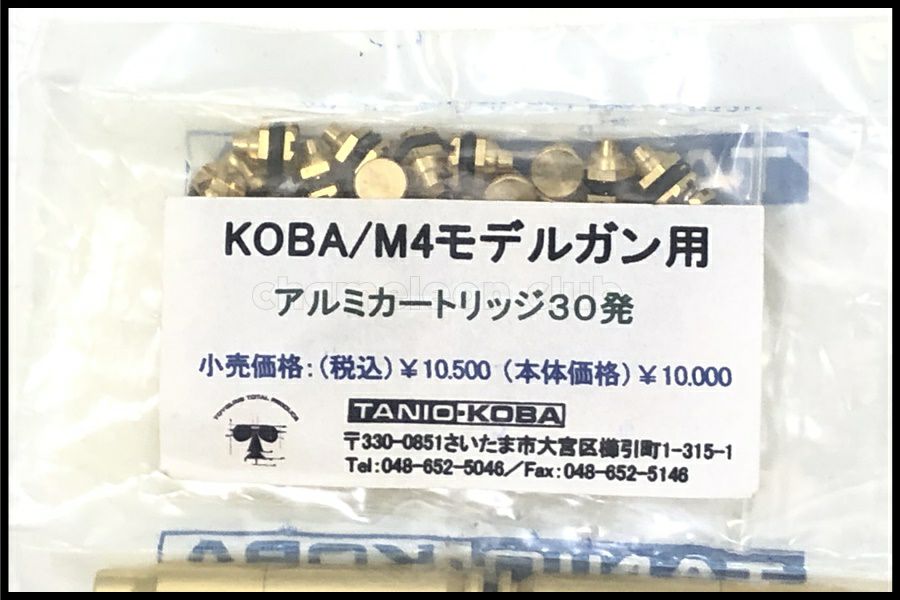 KOBA/M4モデルガン用
アルミカートリッジ30発
chameleon club
小売価格:(税込)¥10,500 (本体価格)¥10,000
TANIO-KOBA
〒330-0851さいたま市大宮区櫛引町1-315-1
Tel:048-652-5046/Fax:048-652-5146